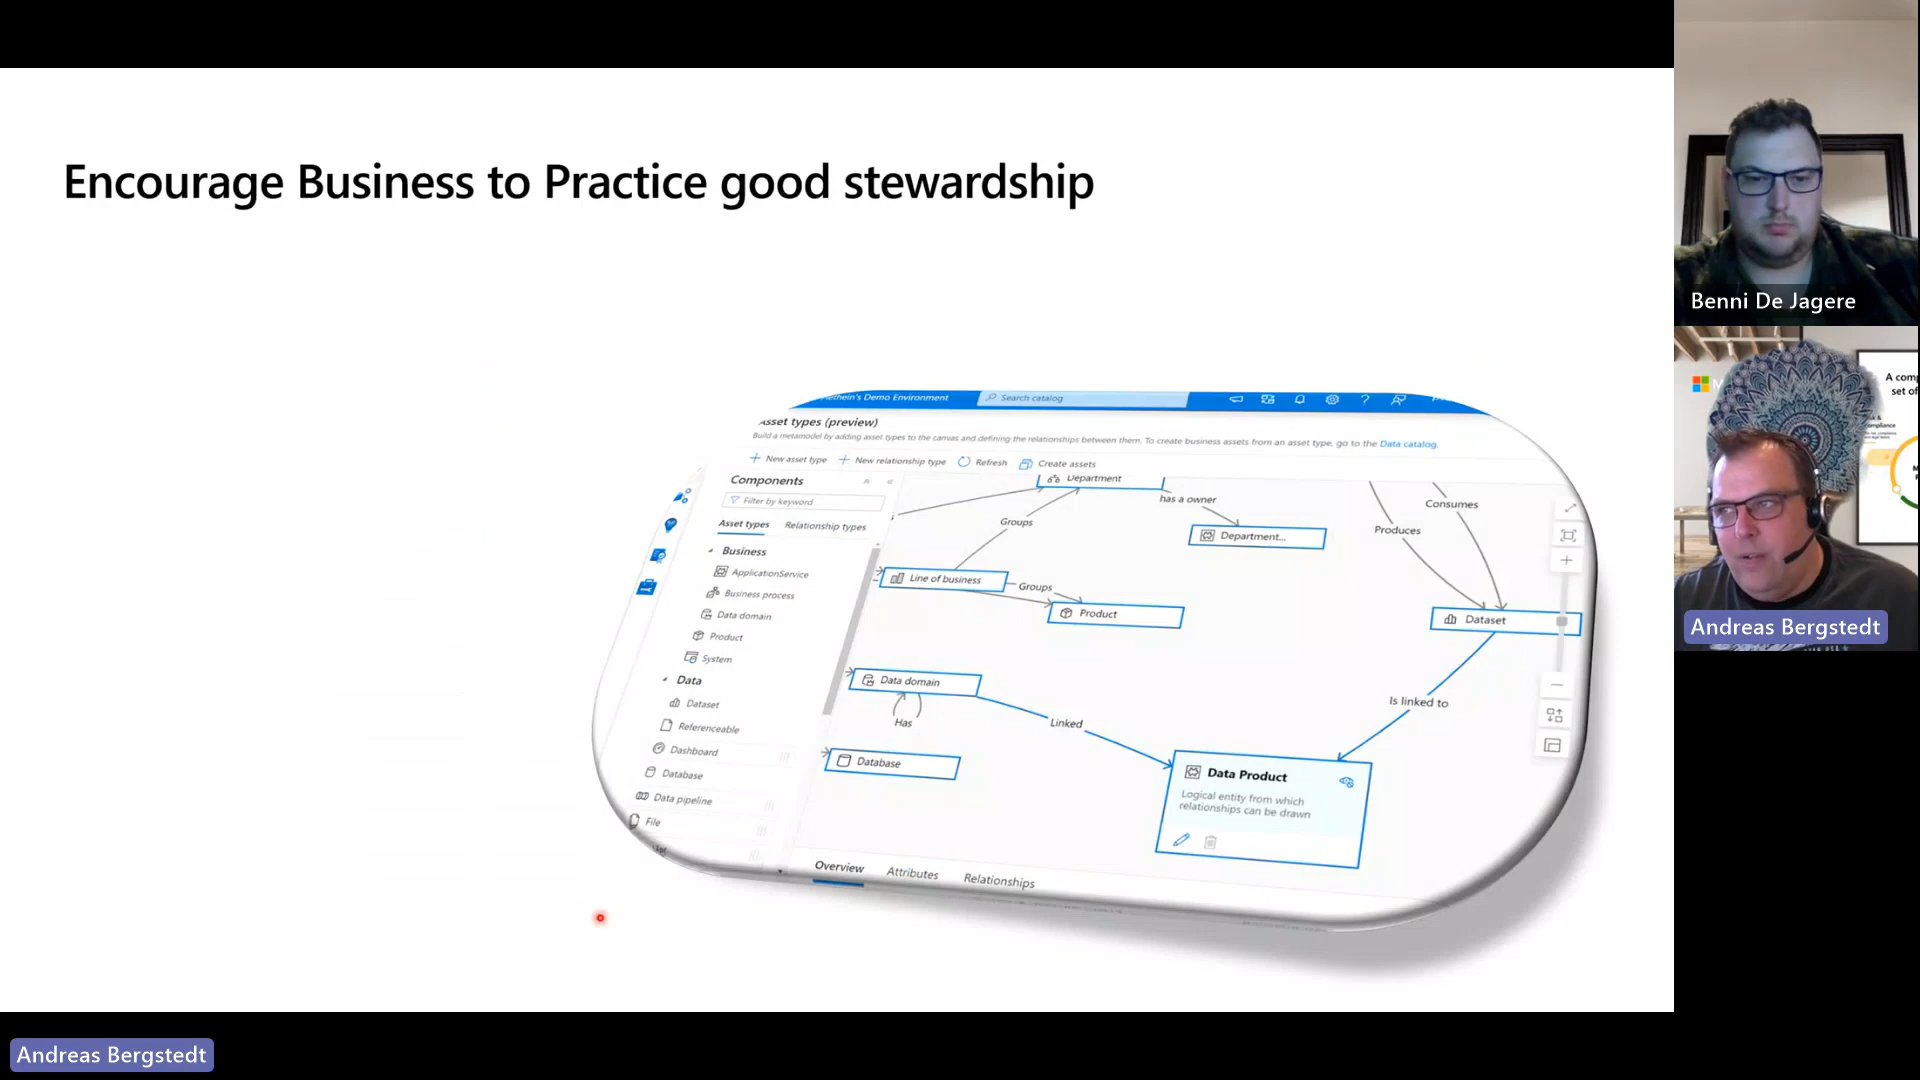 Encourage Business to Practice good stewardship
Demo Environment
Search catalog
Asset types (preview)
Build a metamodel by adding asset types to the canvas and defining the relationships between them. To create business assets from an asset type, go to the Data catalog.
New asset type
New relationship type
Refresh
Create assets
Components
Filter by keyword
Asset types
Relationship types
Business
ApplicationService
Business process
Data domain
Product
System
Data
Dataset
Referenceable
Dashboard
Database
Data pipeline
File
Department
has a owner
Department...
Groups
Line of business
Groups
Product
Consumes
Produces
Dataset
Data domain
Has
Linked
Is linked to
Database
Data Product
Logical entity from which
relationships can be drawn
Overview
Attributes
Relationships
Benni De Jagere
A
set of
Andreas Bergstedt
Andreas Bergstedt